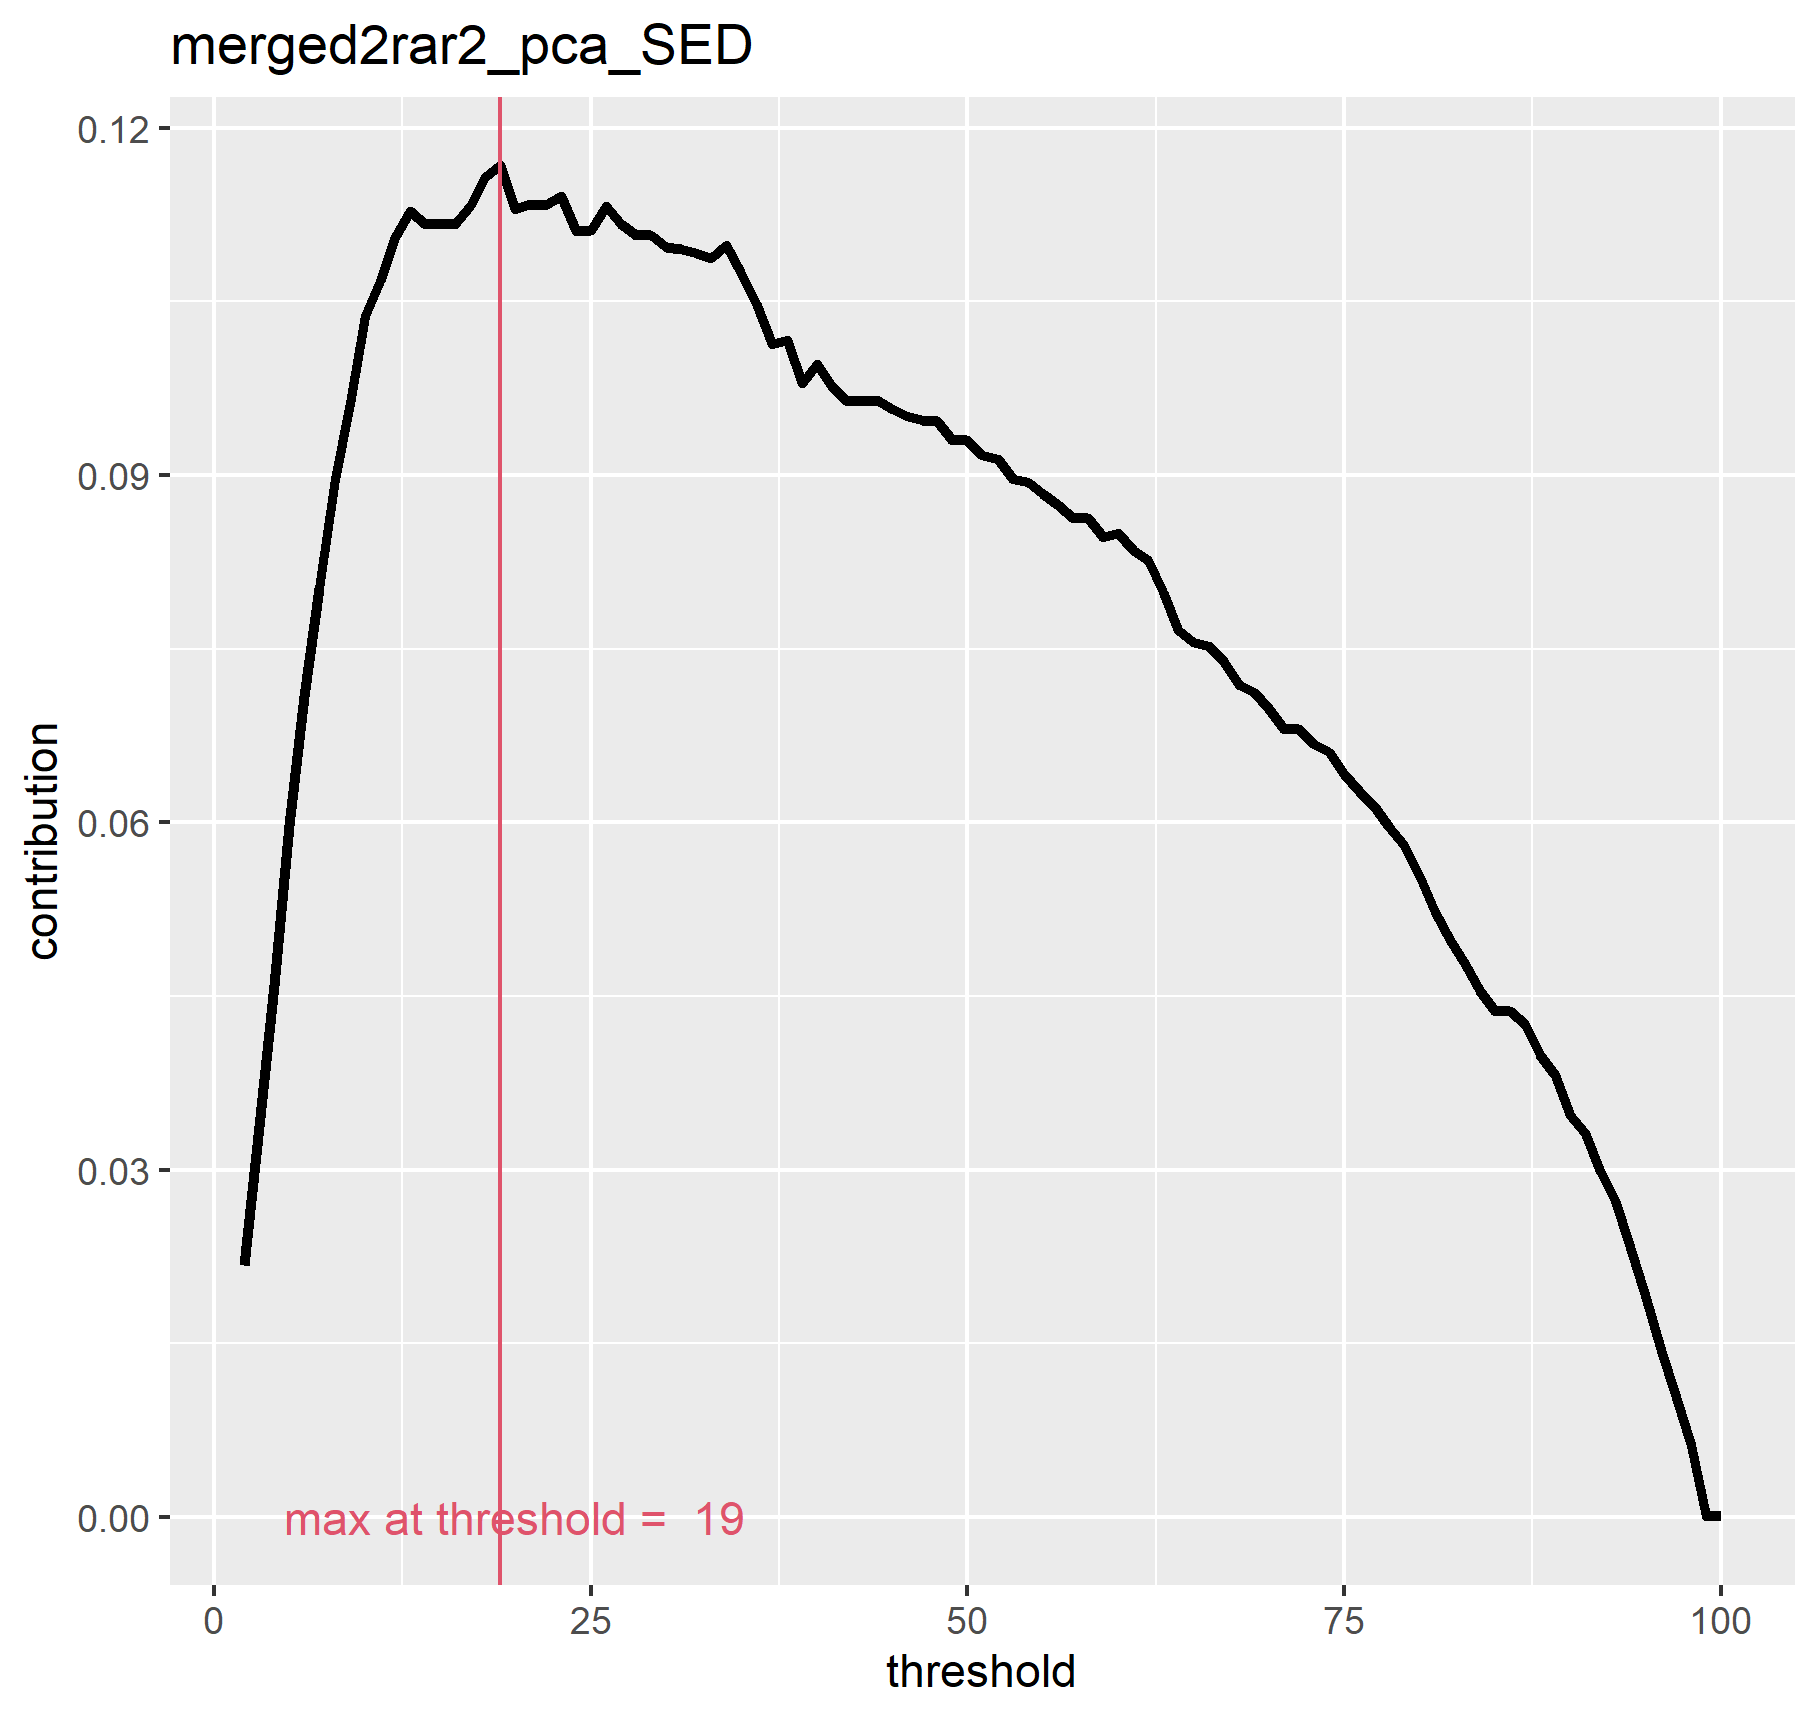 merged2rar2_pca_SED
0.12
0.09
0.06
0.03
0.00
contribution
max at threshold =  19
0 25 50 75 100
threshold